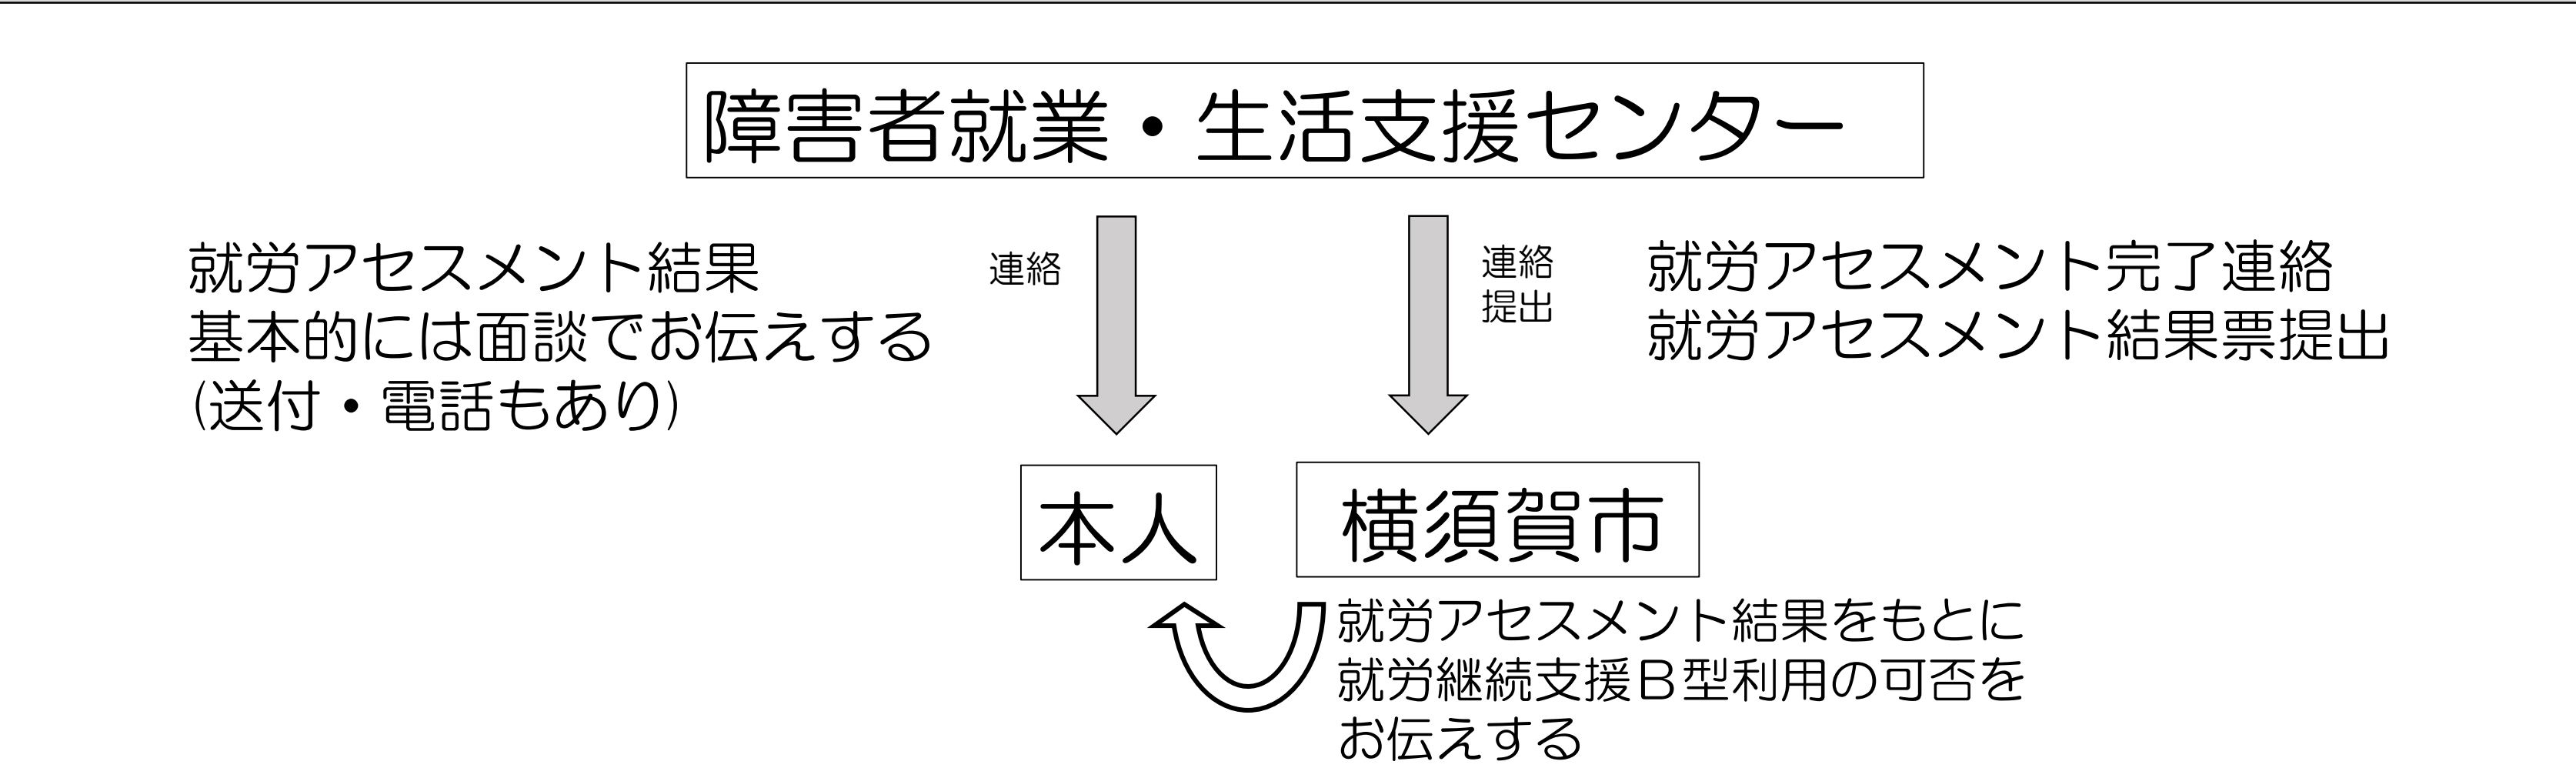 障害者就業・生活支援センター
就労アセスメント結果
基本的には面談でお伝えする
(送付・電話もあり)
連絡
連絡
提出
就労アセスメント完了連絡
就労アセスメント結果票提出
本人
横須賀市
就労アセスメント結果をもとに
就労継続支援B型利用の可否を
お伝えする